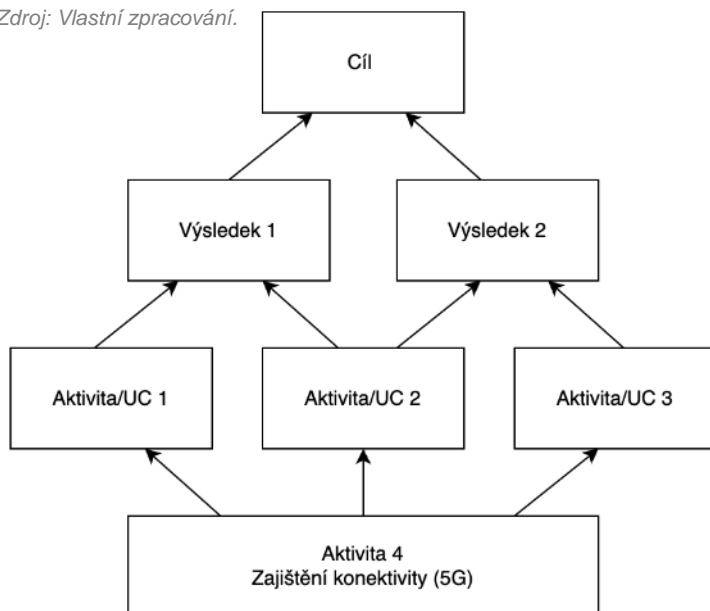 Zdroj: Vlastní zpracování.
Cíl
Výsledek 1
Výsledek 2
Aktivita/UC 1
Aktivita/UC 2
Aktivita/UC 3
Aktivita 4
Zajištění konektivity (5G)